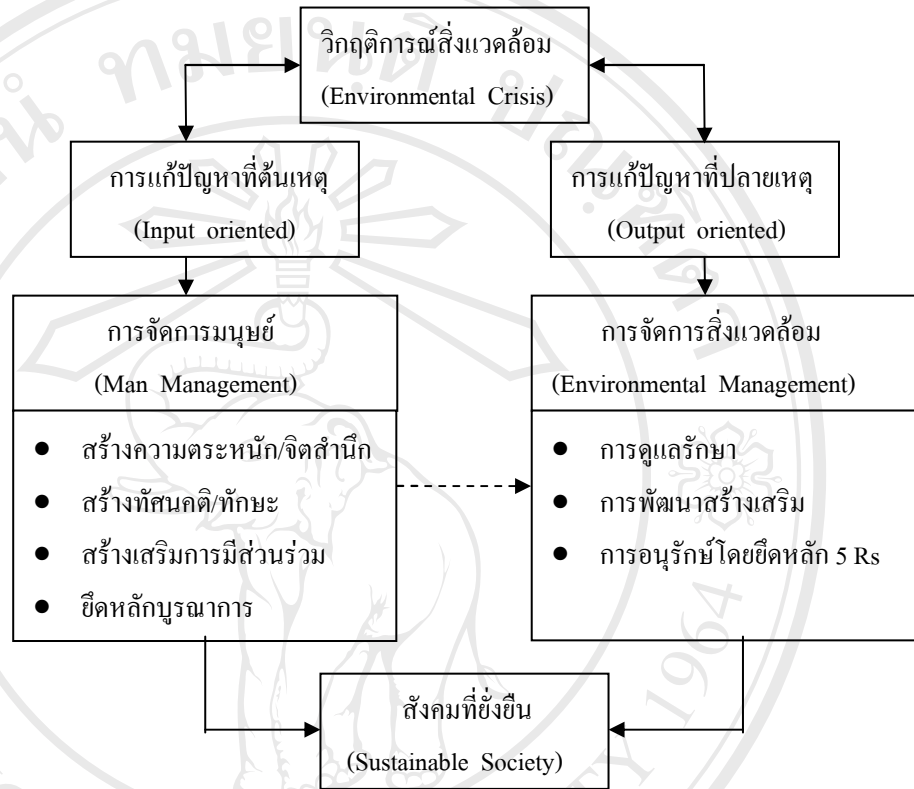 วิกฤติการณ์สิ่งแวดล้อม
(Environmental Crisis)
การแก้ปัญหาที่ต้นเหตุ
(Input oriented)
การแก้ปัญหาที่ปลายเหตุ
(Output oriented)
การจัดการมนุษย์
(Man Management)
● สร้างความตระหนัก/จิตสำนึก
● สร้างทัศนคติ/ทักษะ
● สร้างเสริมการมีส่วนร่วม
● ยึดหลักบูรณาการ
การจัดการสิ่งแวดล้อม
(Environmental Management)
● การดูแลรักษา
● การพัฒนาสร้างเสริม
● การอนุรักษ์โดยยึดหลัก 5 Rs
สังคมที่ยั่งยืน
(Sustainable Society)
1964